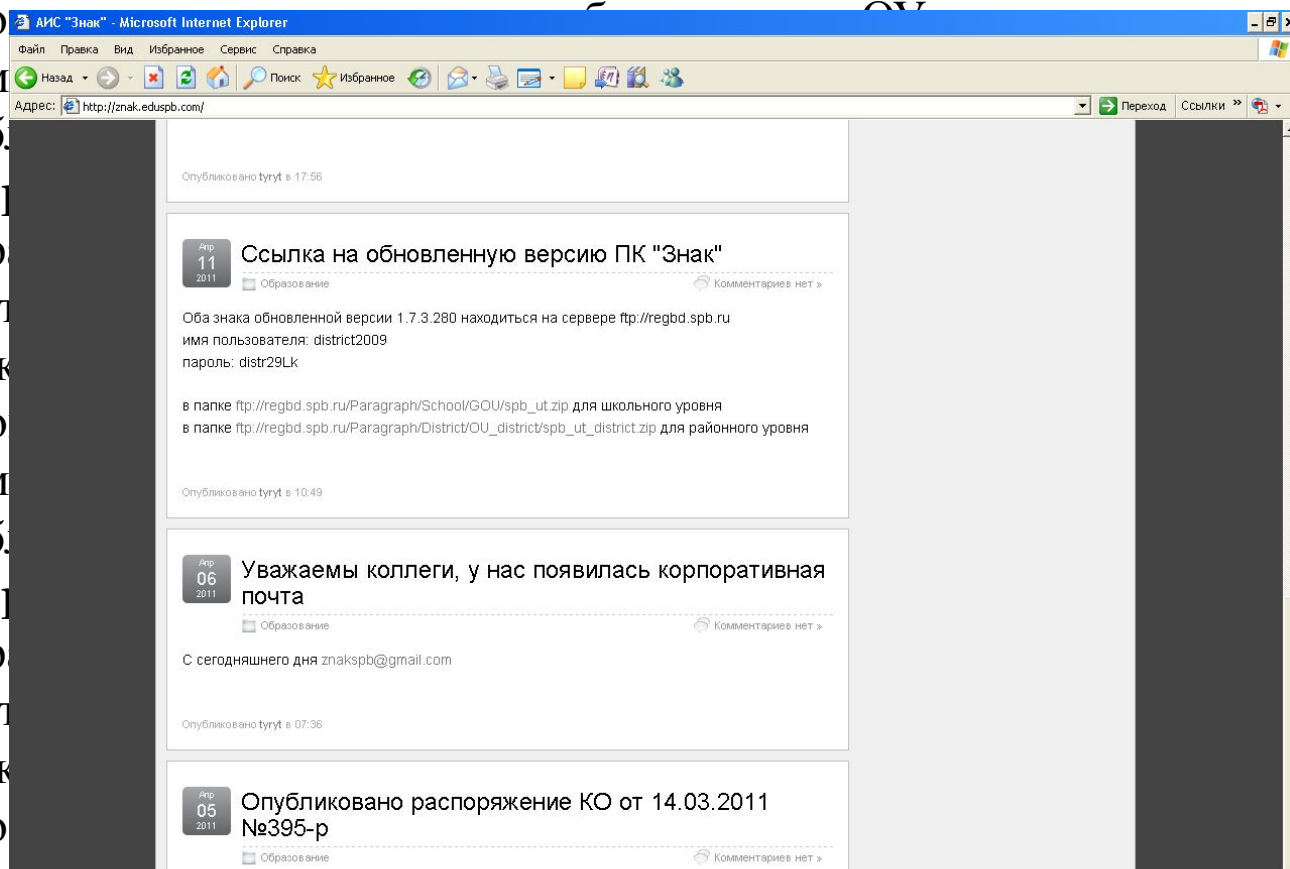 ОУ
АИС "Знак" - Microsoft Internet Explorer
Файл Правка Вид Избранное Сервис Справка
Назад Поиск Избранное
Адрес: http://znak.eduspb.com/ Переход Ссылки »
Опубликовано tyryt в 17:56
Апр 11 2011
Ссылка на обновленную версию ПК "Знак"
Образование Комментариев нет »
Оба знака обновленной версии 1.7.3.280 находиться на сервере ftp://regbd.spb.ru
имя пользователя: district2009
пароль: distr29Lk
в папке ftp://regbd.spb.ru/Paragraph/School/GOU/spb_ut.zip для школьного уровня
в папке ftp://regbd.spb.ru/Paragraph/District/OU_district/spb_ut_district.zip для районного уровня
Опубликовано tyryt в 10:49
Апр 06 2011
Уважаемы коллеги, у нас появилась корпоративная
почта
Образование Комментариев нет »
С сегодняшнего дня znakspb@gmail.com
Опубликовано tyryt в 07:36
Апр 05 2011
Опубликовано распоряжение КО от 14.03.2011
№395-р
Образование Комментариев нет »